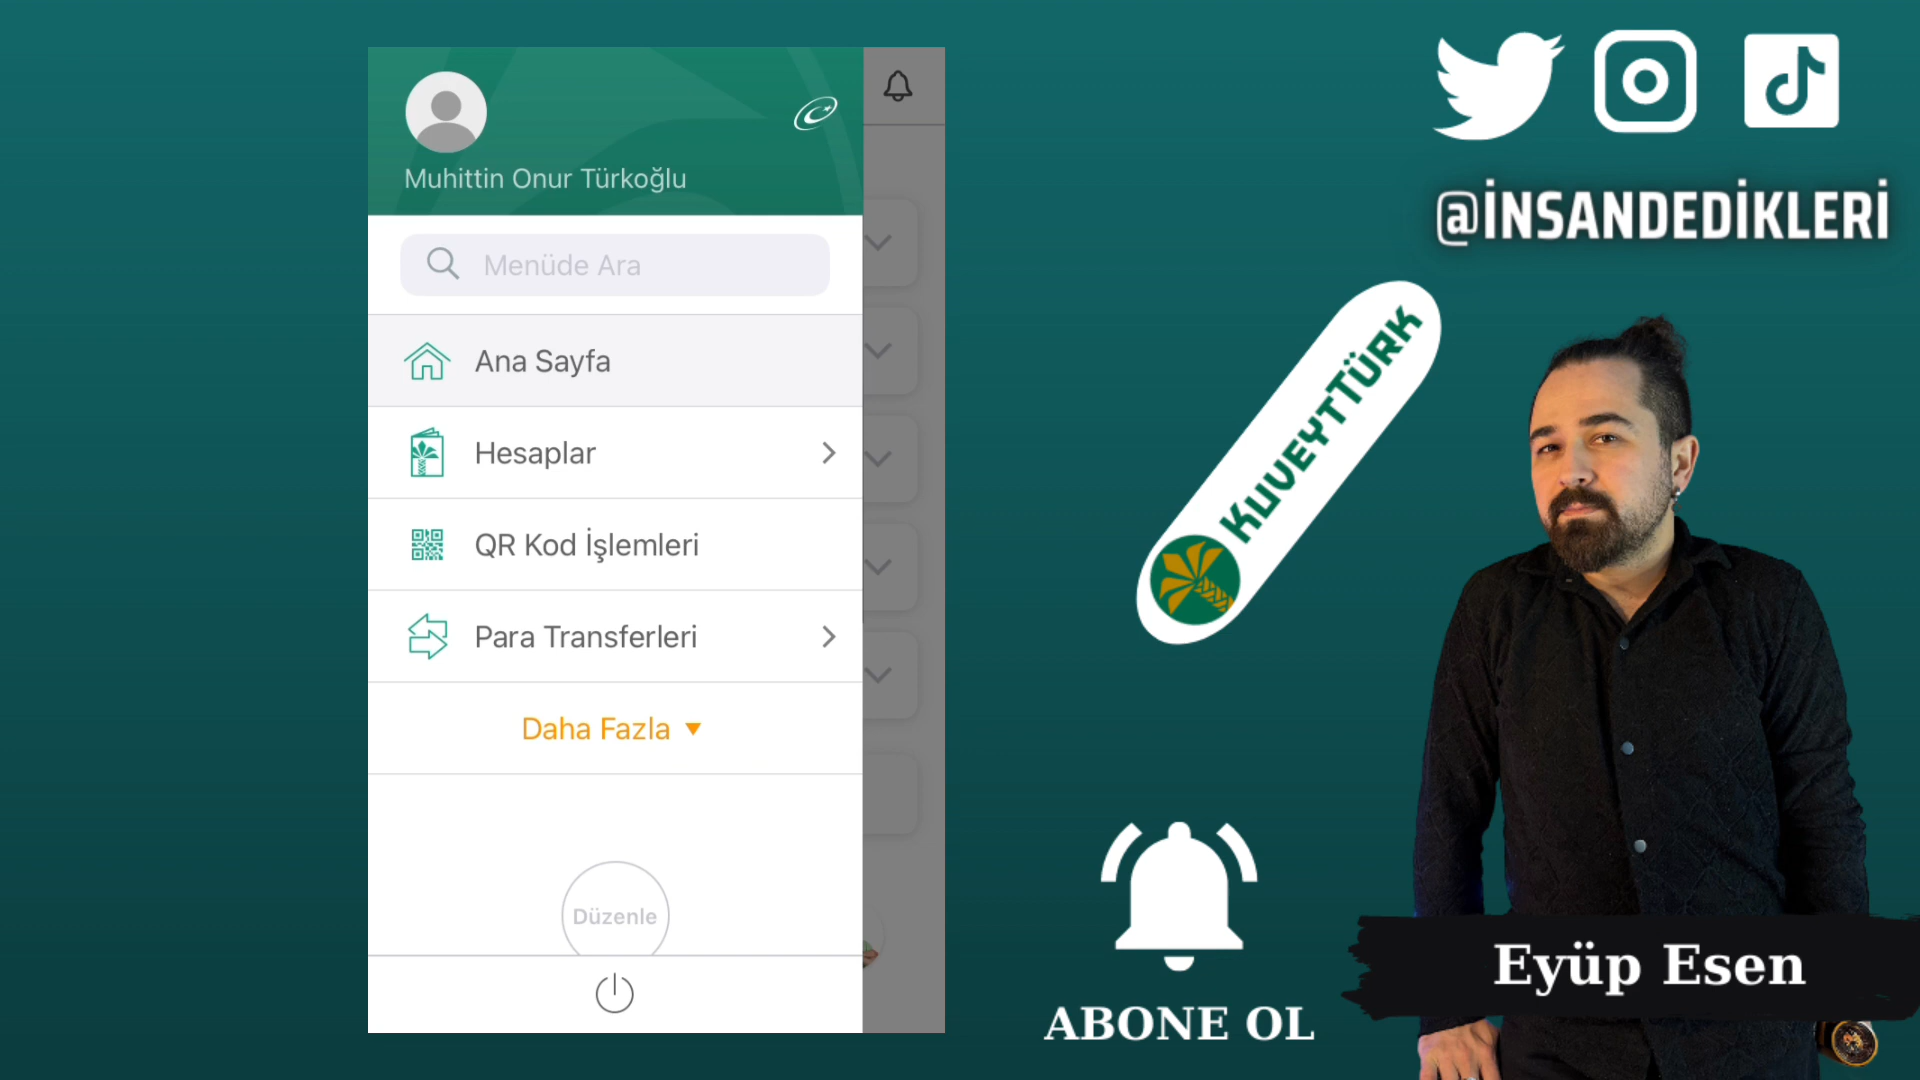 Muhittin Onur Türkoğlu
Menüde Ara
Ana Sayfa
Hesaplar
QR Kod İşlemleri
Para Transferleri
Daha Fazla
Düzenle
@İNSANDEDİKLERİ
KUVEYTTÜRK
ABONE OL
Eyüp Esen